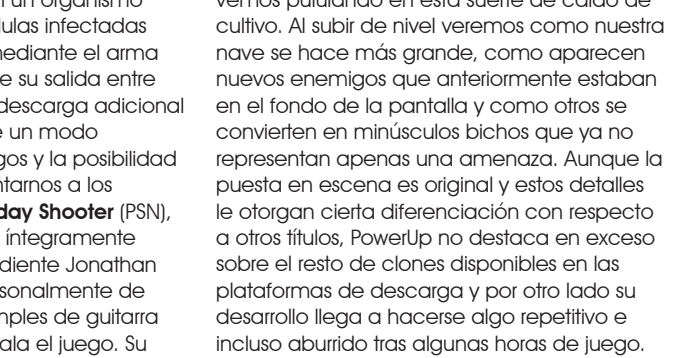 n un organismo
lulas infectadas
mediante el arma
e su salida entre
descarga adicional
e un modo
gos y la posibilidad
ntarnos a los
day Shooter (PSN),
íntegramente
diente Jonathan
sonalmente de
mples de guitarra
ala el juego. Su
vemos pululando en esta suerte de caldo de
cultivo. Al subir de nivel veremos como nuestra
nave se hace más grande, como aparecen
nuevos enemigos que anteriormente estaban
en el fondo de la pantalla y como otros se
convierten en minúsculos bichos que ya no
representan apenas una amenaza. Aunque la
puesta en escena es original y estos detalles
le otorgan cierta diferenciación con respecto
a otros títulos, PowerUp no destaca en exceso
sobre el resto de clones disponibles en las
plataformas de descarga y por otro lado su
desarrollo llega a hacerse algo repetitivo e
incluso aburrido tras algunas horas de juego.